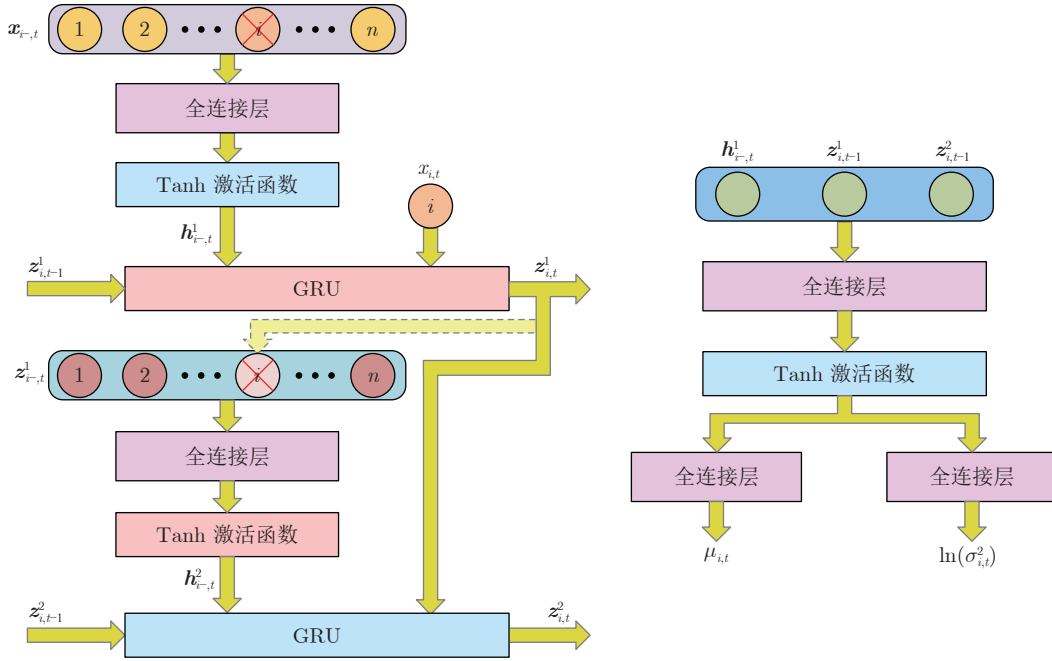 x_{i-,t}
1 2 ••• i ••• n
全连接层
Tanh 激活函数
x_{i,t}
i
h^1_{i-,t}
z^1_{i,t-1}
GRU
z^1_{i,t}
z^1_{i-,t}
1 2 ••• i ••• n
全连接层
Tanh 激活函数
h^2_{i-,t}
z^2_{i,t-1}
GRU
z^2_{i,t}
h^1_{i-,t} z^1_{i,t-1} z^2_{i,t-1}
全连接层
Tanh 激活函数
全连接层 全连接层
μ_{i,t} ln(σ^2_{i,t})